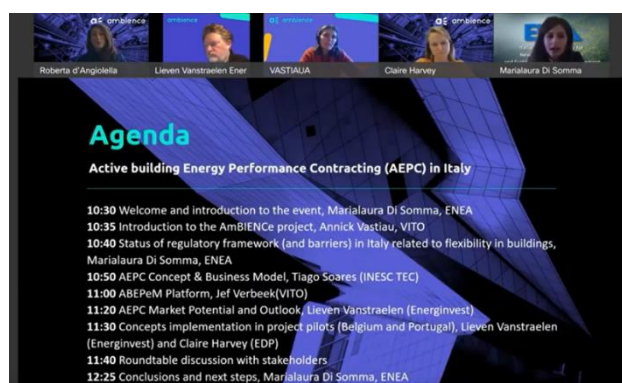 ambience
ambience
ambience
Roberta d'Angiolella
Lieven Vanstraelen Ener
VASTIAUA
Claire Harvey
Marialaura Di Somma
Agenda
Active building Energy Performance Contracting (AEPC) in Italy
10:30 Welcome and introduction to the event, Marialaura Di Somma, ENEA
10:35 Introduction to the AmBIENCe project, Annick Vastiau, VITO
10:40 Status of regulatory framework (and barriers) in Italy related to flexibility in buildings,
Marialaura Di Somma, ENEA
10:50 AEPC Concept & Business Model, Tiago Soares (INESC TEC)
11:00 ABEPeM Platform, Jef Verbeek(VITO)
11:20 AEPC Market Potential and Outlook, Lieven Vanstraelen (Energinvest)
11:30 Concepts implementation in project pilots (Belgium and Portugal), Lieven Vanstraelen
(Energinvest) and Claire Harvey (EDP)
11:40 Roundtable discussion with stakeholders
12:25 Conclusions and next steps, Marialaura Di Somma, ENEA